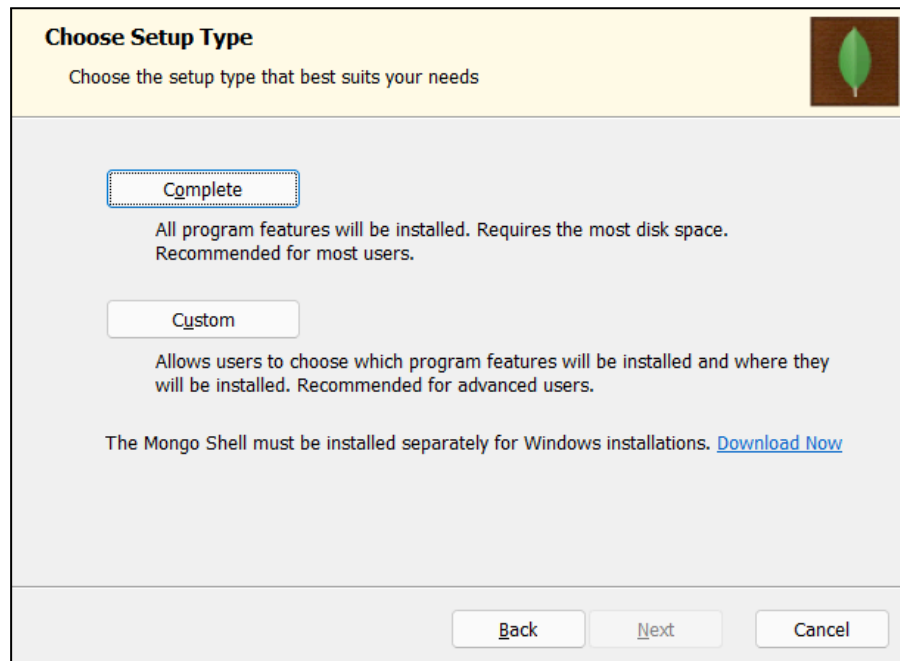 Choose Setup Type
Choose the setup type that best suits your needs
Complete
All program features will be installed. Requires the most disk space.
Recommended for most users.
Custom
Allows users to choose which program features will be installed and where they
will be installed. Recommended for advanced users.
The Mongo Shell must be installed separately for Windows installations. Download Now
Back Next Cancel